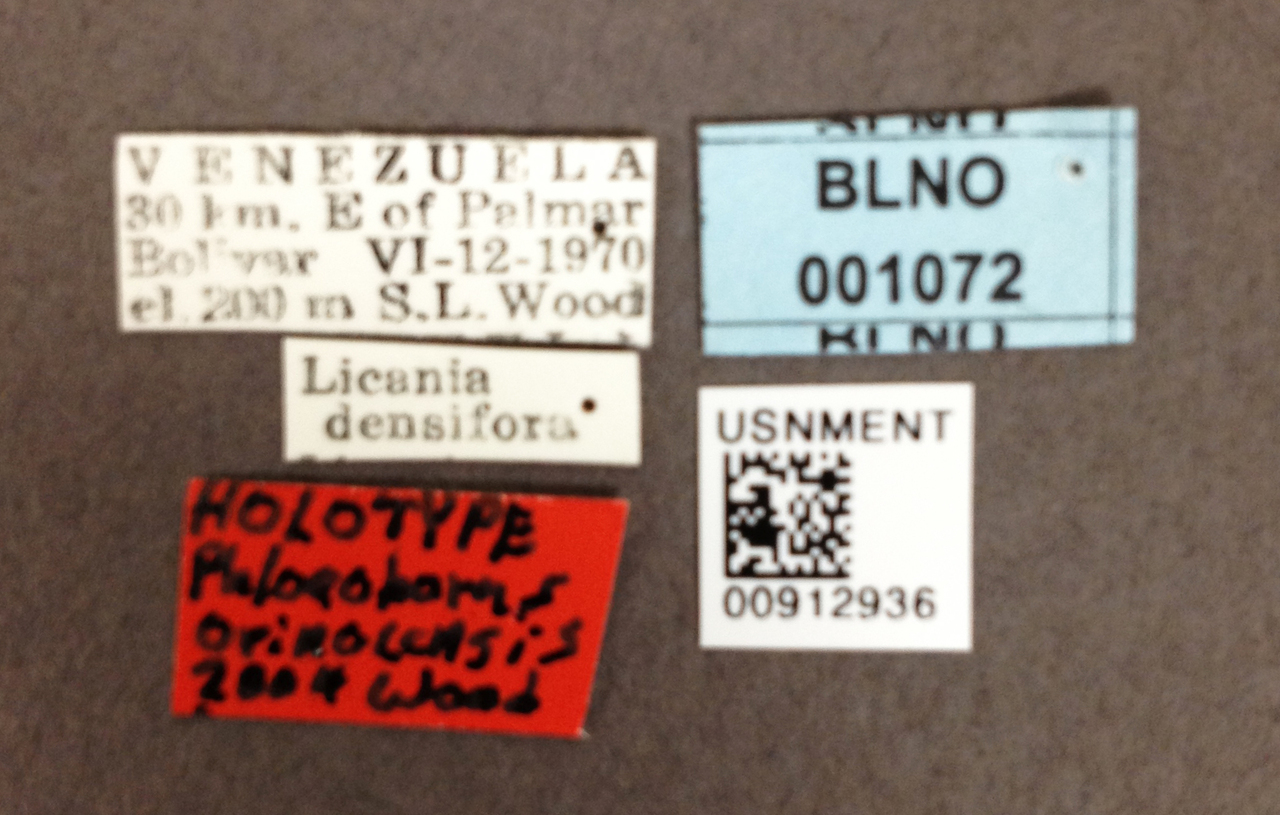 VENEZUELA
30 km. E of Palmar
Bolivar VI-12-1970
el. 200 m S.L. Wood
Licania
densifora
HOLOTYPE
Phloeoborus
orinocensis
2004 Wood
BLNO
001072
BLNO
USNMENT
00912936